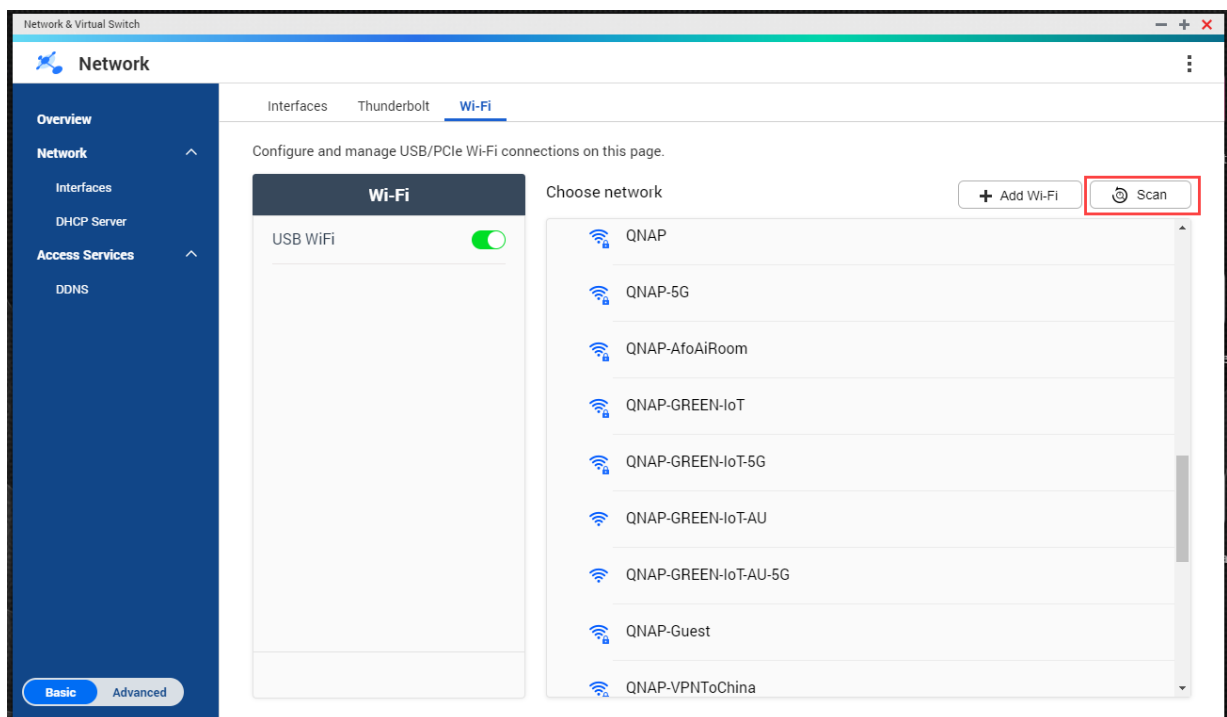 Network & Virtual Switch
Network
Overview
Network
Interfaces
DHCP Server
Access Services
DDNS
Basic Advanced
Interfaces Thunderbolt Wi-Fi
Configure and manage USB/PCIe Wi-Fi connections on this page.
Wi-Fi
USB WiFi
Choose network
+ Add Wi-Fi
Scan
QNAP
QNAP-5G
QNAP-AfoAiRoom
QNAP-GREEN-IoT
QNAP-GREEN-IoT-5G
QNAP-GREEN-IoT-AU
QNAP-GREEN-IoT-AU-5G
QNAP-Guest
QNAP-VPNToChina